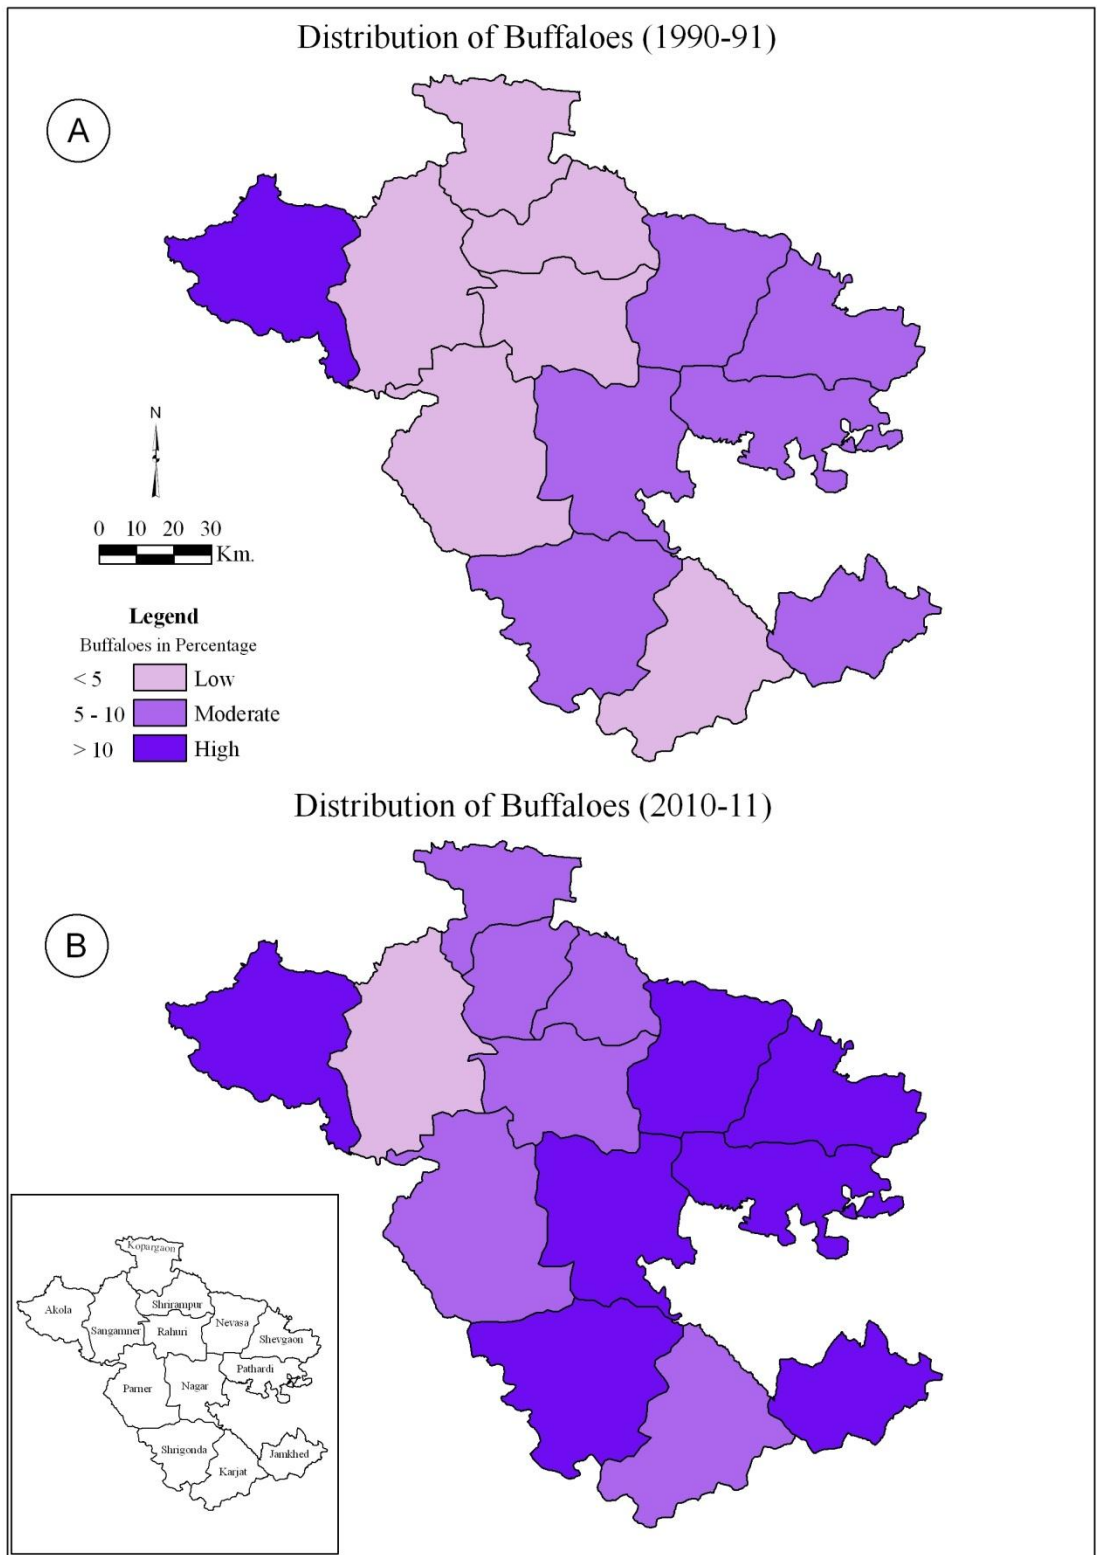 Distribution of Buffaloes (1990-91)
A
N
0 10 20 30
Km.
Legend
Buffaloes in Percentage
< 5 Low
5 - 10 Moderate
> 10 High
Distribution of Buffaloes (2010-11)
B
Kopargaon
Akola
Shrirampur
Sangamner
Rahuri
Nevasa
Shevgaon
Pathardi
Parner
Nagar
Shrigonda
Jamkhed
Karjat